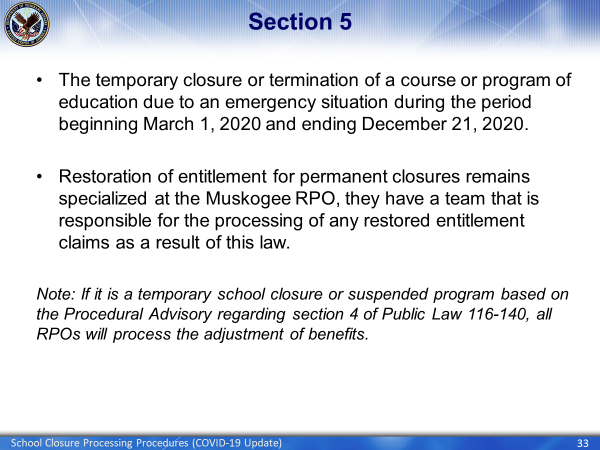 Section 5
• The temporary closure or termination of a course or program of
education due to an emergency situation during the period
beginning March 1, 2020 and ending December 21, 2020.
• Restoration of entitlement for permanent closures remains
specialized at the Muskogee RPO, they have a team that is
responsible for the processing of any restored entitlement
claims as a result of this law.
Note: If it is a temporary school closure or suspended program based on
the Procedural Advisory regarding section 4 of Public Law 116-140, all
RPOs will process the adjustment of benefits.
School Closure Processing Procedures (COVID-19 Update)
33